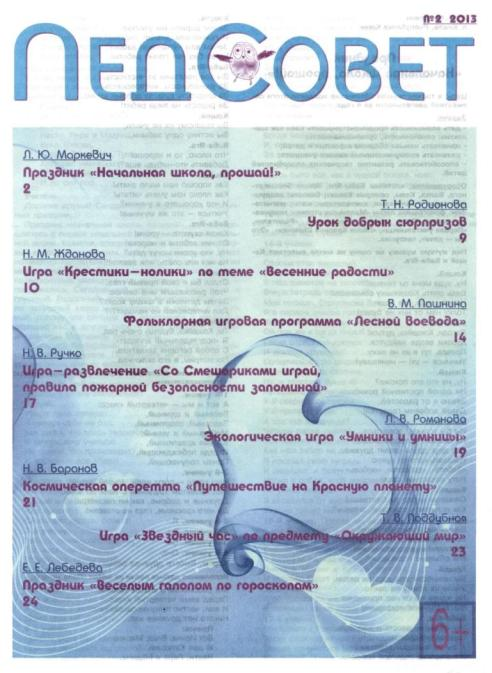 №2 2013
ПЕДСОВЕТ
Л. Ю. Маркевич
Праздник «Начальная школа, прощай!»
2
Т. Н. Родионова
Урок добрых сюрпризов
9
Н. М. Жданова
Игра «Крестики–нолики» по теме «Весенние радости»
10
В. М. Пашнина
Фольклорная игровая программа «Лесной воевода»
14
Н. В. Ручко
Игра–развлечение «Со Смешариками играй,
правила пожарной безопасности запоминай»
17
Л. В. Романова
Экологическая игра «Умники и умницы»
19
Н. В. Баранов
Космическая оперетта «Путешествие на Красную планету»
21
Т. В. Поддубная
Игра «Звездный час» по предмету «Окружающий мир»
23
Е. Е. Лебедева
Праздник «Веселым галопом по гороскопам»
24
6+